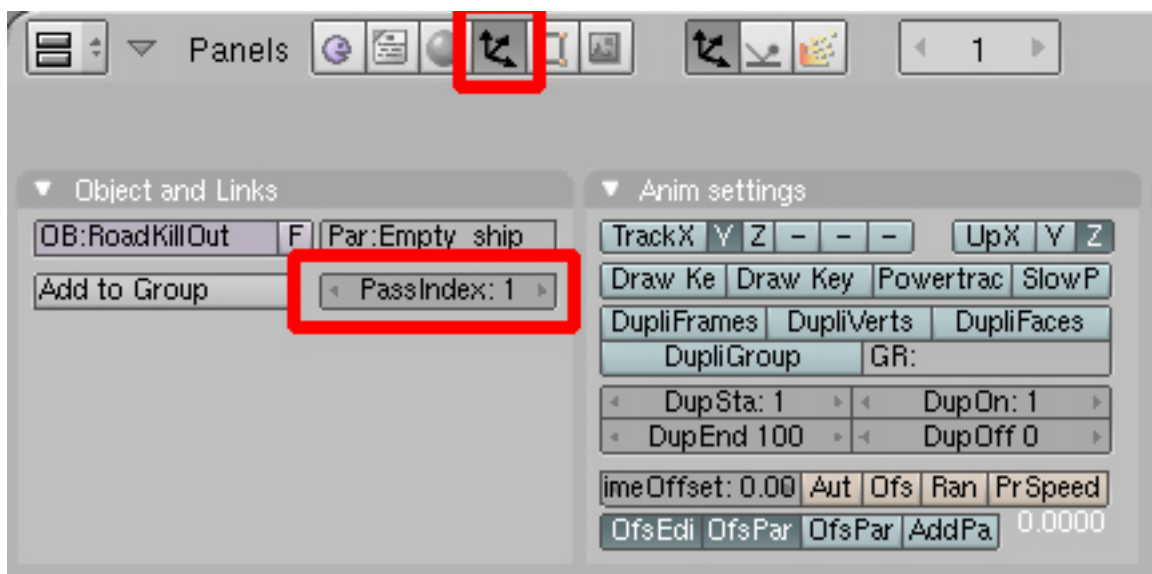 Panels 1
Object and Links
OB:RoadKillOut F Par:Empty_ship
Add to Group PassIndex: 1
Anim settings
TrackX Y Z - - - UpX Y Z
Draw Ke Draw Key Powertrac SlowP
DupliFrames DupliVerts DupliFaces
DupliGroup GR:
DupSta: 1 DupOn: 1
DupEnd 100 DupOff 0
imeOffset: 0.00 Aut Ofs Ran PrSpeed
OfsEdi OfsPar OfsPar AddPa 0.0000